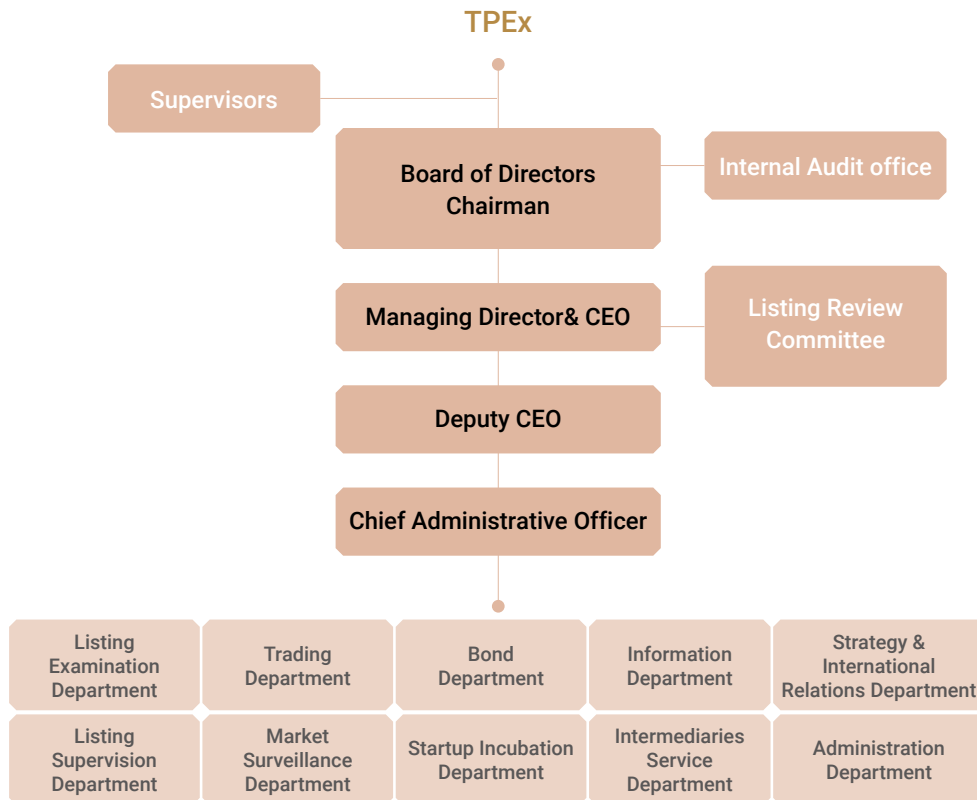 TPEx
Supervisors
Board of Directors
Chairman
Internal Audit office
Managing Director& CEO
Listing Review
Committee
Deputy CEO
Chief Administrative Officer
Listing
Examination
Department
Trading
Department
Bond
Department
Information
Department
Strategy &
International
Relations Department
Listing
Supervision
Department
Market
Surveillance
Department
Startup Incubation
Department
Intermediaries
Service
Department
Administration
Department